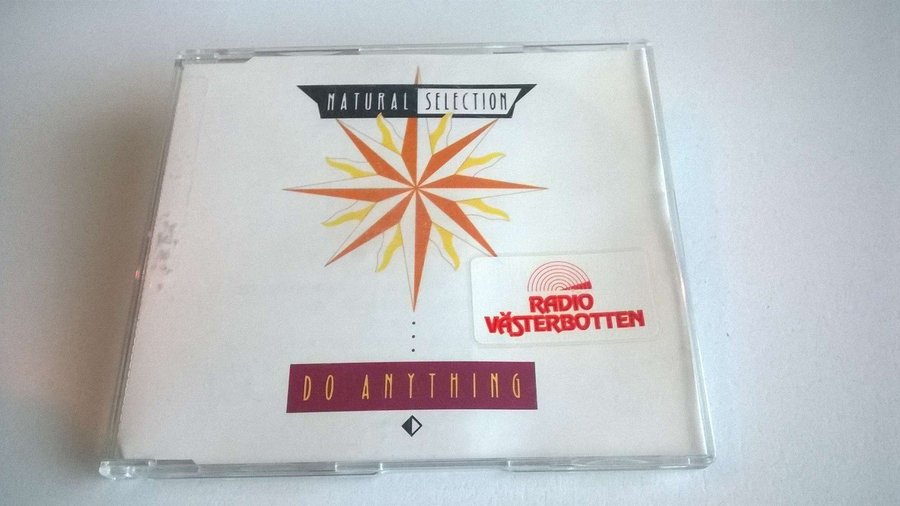 NATURAL SELECTION
RADIO
VÄSTERBOTTEN
DO ANYTHING